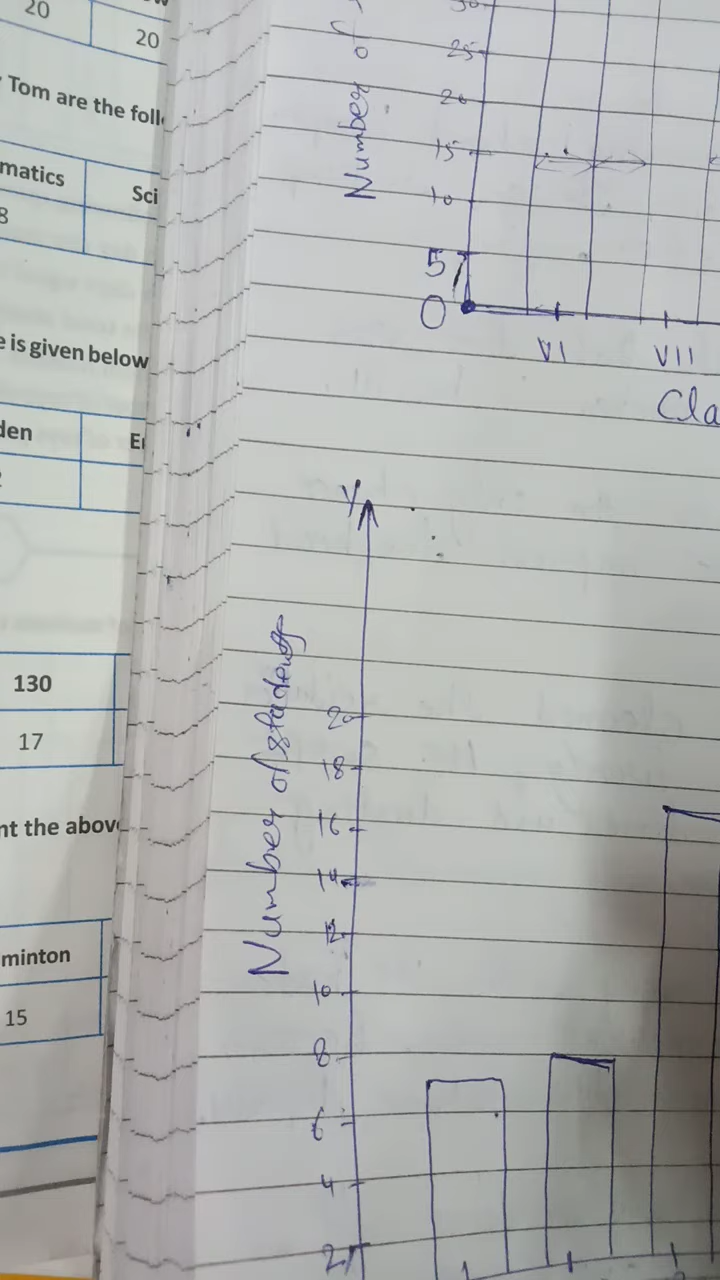 20
20
Tom are the foll
matics Sci
8
e is given below
den
130
17
nt the abov
minton
15
Number of
30
25
20
15
10
5
0
VI VII
Cla
Y
Number of students
20
18
16
14
12
10
8
6
4
2